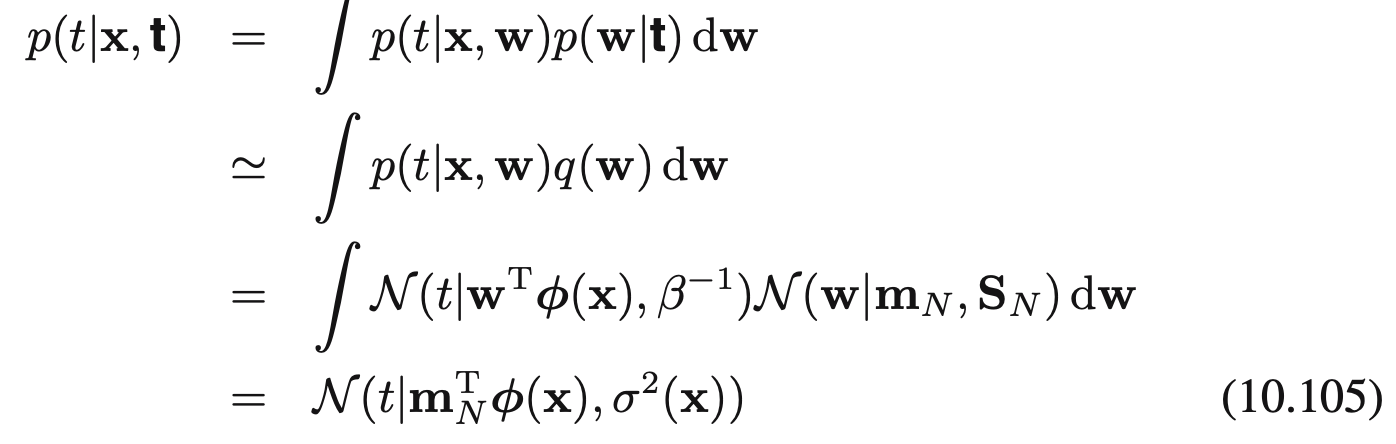 p(t|𝐱, 𝘁) = ∫ p(t|𝐱, 𝐰)p(𝐰|𝘁) d𝐰
≃ ∫ p(t|𝐱, 𝐰)q(𝐰) d𝐰
= ∫ 𝒩(t|𝐰ᵀ𝝓(𝐱), β⁻¹)𝒩(𝐰|𝐦_N, 𝐒_N) d𝐰
= 𝒩(t|𝐦_Nᵀ𝝓(𝐱), σ²(𝐱)) (10.105)